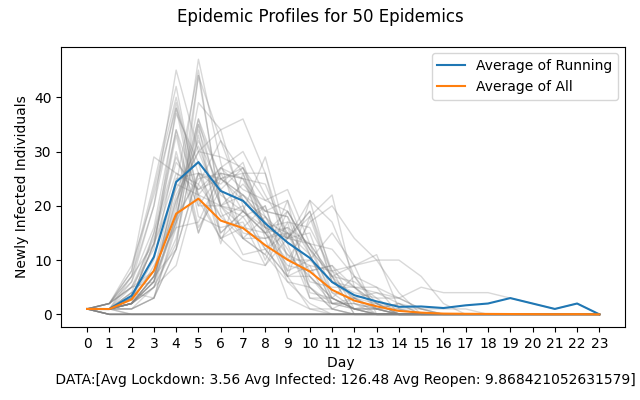 Epidemic Profiles for 50 Epidemics
Average of Running
Average of All
Newly Infected Individuals
40
30
20
10
0
0 1 2 3 4 5 6 7 8 9 10 11 12 13 14 15 16 17 18 19 20 21 22 23
Day
DATA:[Avg Lockdown: 3.56 Avg Infected: 126.48 Avg Reopen: 9.868421052631579]